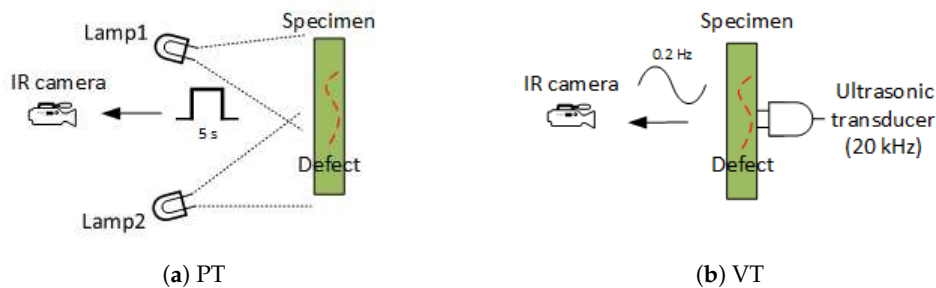 Specimen
Lamp1
IR camera
5 s
Defect
Lamp2
(a) PT
Specimen
0.2 Hz
IR camera
Ultrasonic
transducer
(20 kHz)
Defect
(b) VT